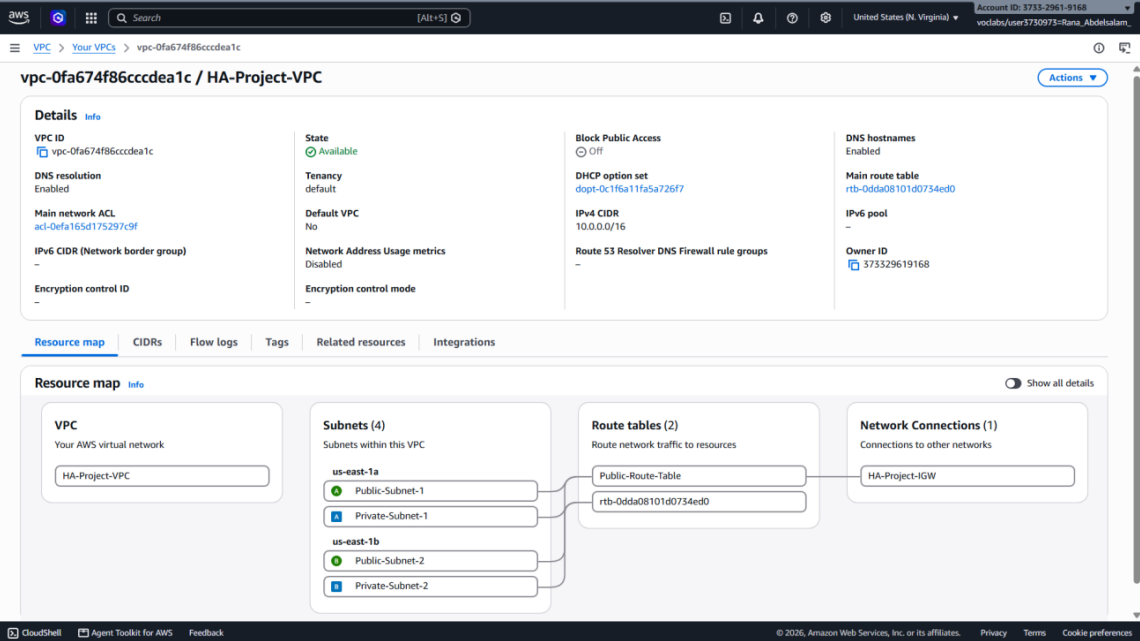 aws
Search [Alt+S]
United States (N. Virginia)
Account ID: 3733-2961-9168
voclabs/user3730973=Rana_Abdelsalam_
VPC
Your VPCs
vpc-0fa674f86cccdea1c
vpc-0fa674f86cccdea1c / HA-Project-VPC
Actions
Details Info
VPC ID
vpc-0fa674f86cccdea1c
State
Available
Block Public Access
Off
DNS hostnames
Enabled
DNS resolution
Enabled
Tenancy
default
DHCP option set
dopt-0c1f6a11fa5a726f7
Main route table
rtb-0dda08101d0734ed0
Main network ACL
acl-0efa165d175297c9f
Default VPC
No
IPv4 CIDR
10.0.0.0/16
IPv6 pool
–
IPv6 CIDR (Network border group)
–
Network Address Usage metrics
Disabled
Route 53 Resolver DNS Firewall rule groups
–
Owner ID
373329619168
Encryption control ID
–
Encryption control mode
–
Resource map
CIDRs
Flow logs
Tags
Related resources
Integrations
Resource map Info
Show all details
VPC
Your AWS virtual network
HA-Project-VPC
Subnets (4)
Subnets within this VPC
us-east-1a
A Public-Subnet-1
A Private-Subnet-1
us-east-1b
B Public-Subnet-2
B Private-Subnet-2
Route tables (2)
Route network traffic to resources
Public-Route-Table
rtb-0dda08101d0734ed0
Network Connections (1)
Connections to other networks
HA-Project-IGW
CloudShell
Agent Toolkit for AWS
Feedback
© 2026, Amazon Web Services, Inc. or its affiliates.
Privacy
Terms
Cookie preferences